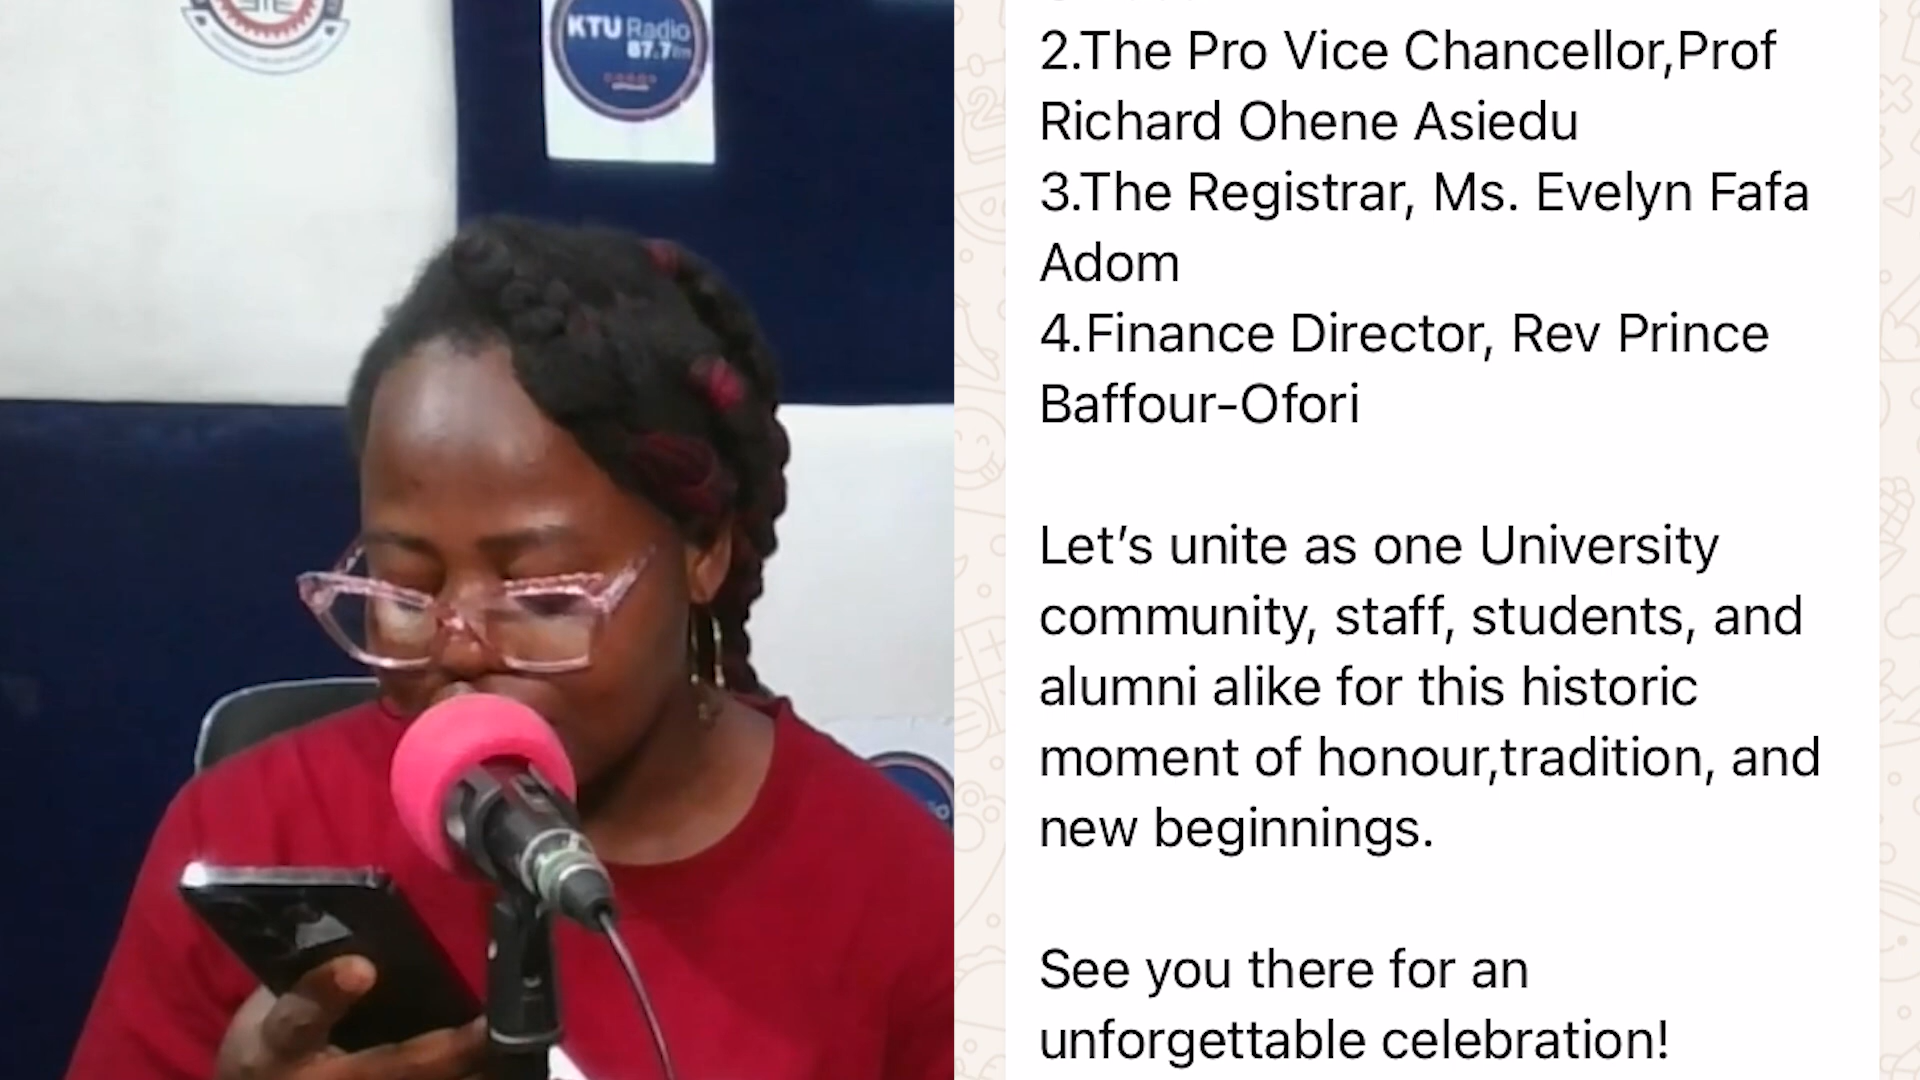 KTU Radio
87.7fm
2.The Pro Vice Chancellor,Prof
Richard Ohene Asiedu
3.The Registrar, Ms. Evelyn Fafa
Adom
4.Finance Director, Rev Prince
Baffour-Ofori
Let’s unite as one University
community, staff, students, and
alumni alike for this historic
moment of honour,tradition, and
new beginnings.
See you there for an
unforgettable celebration!